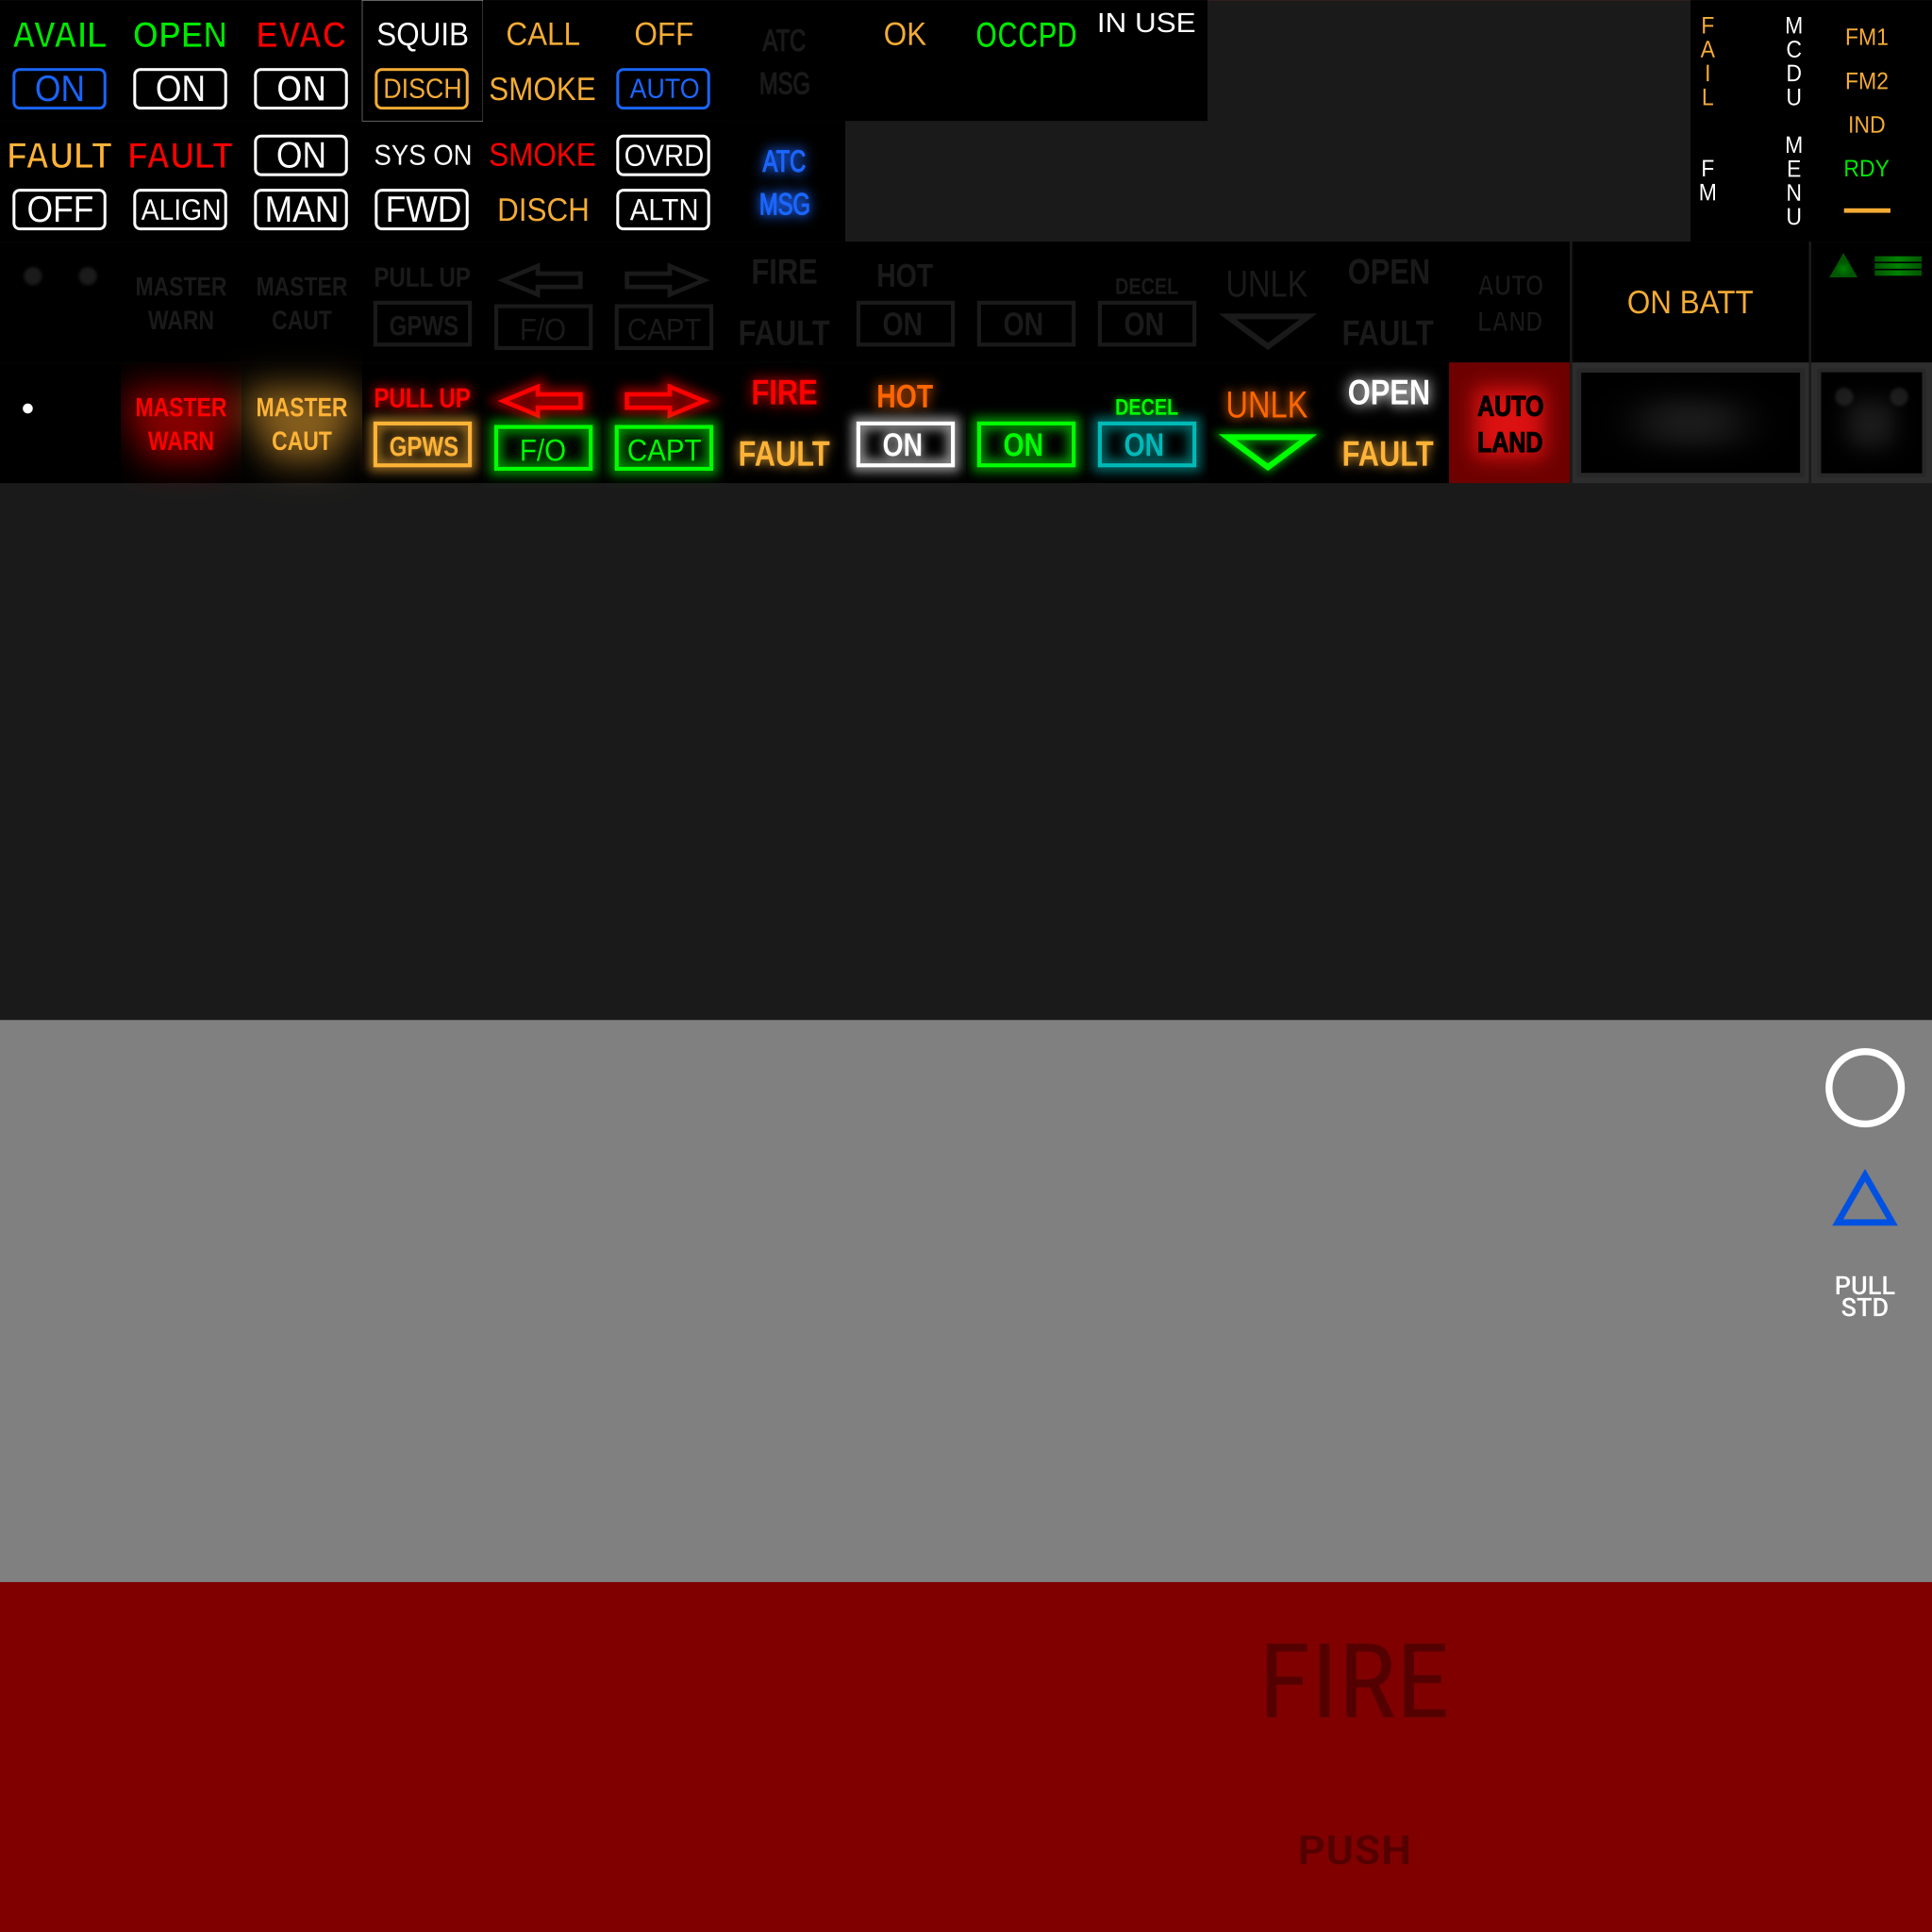 AVAIL OPEN EVAC SQUIB CALL OFF ATC OK OCCPD IN USE
ON ON ON DISCH SMOKE AUTO MSG
FAULT FAULT ON SYS ON SMOKE OVRD ATC
OFF ALIGN MAN FWD DISCH ALTN MSG
FAIL
FM
MCDU
MENU
FM1
FM2
IND
RDY
MASTER MASTER PULL UP FIRE HOT DECEL UNLK OPEN AUTO
WARN CAUT GPWS F/O CAPT FAULT ON ON ON FAULT LAND
ON BATT
MASTER MASTER PULL UP FIRE HOT DECEL UNLK OPEN AUTO
WARN CAUT GPWS F/O CAPT FAULT ON ON ON FAULT LAND
PULL
STD
FIRE
PUSH